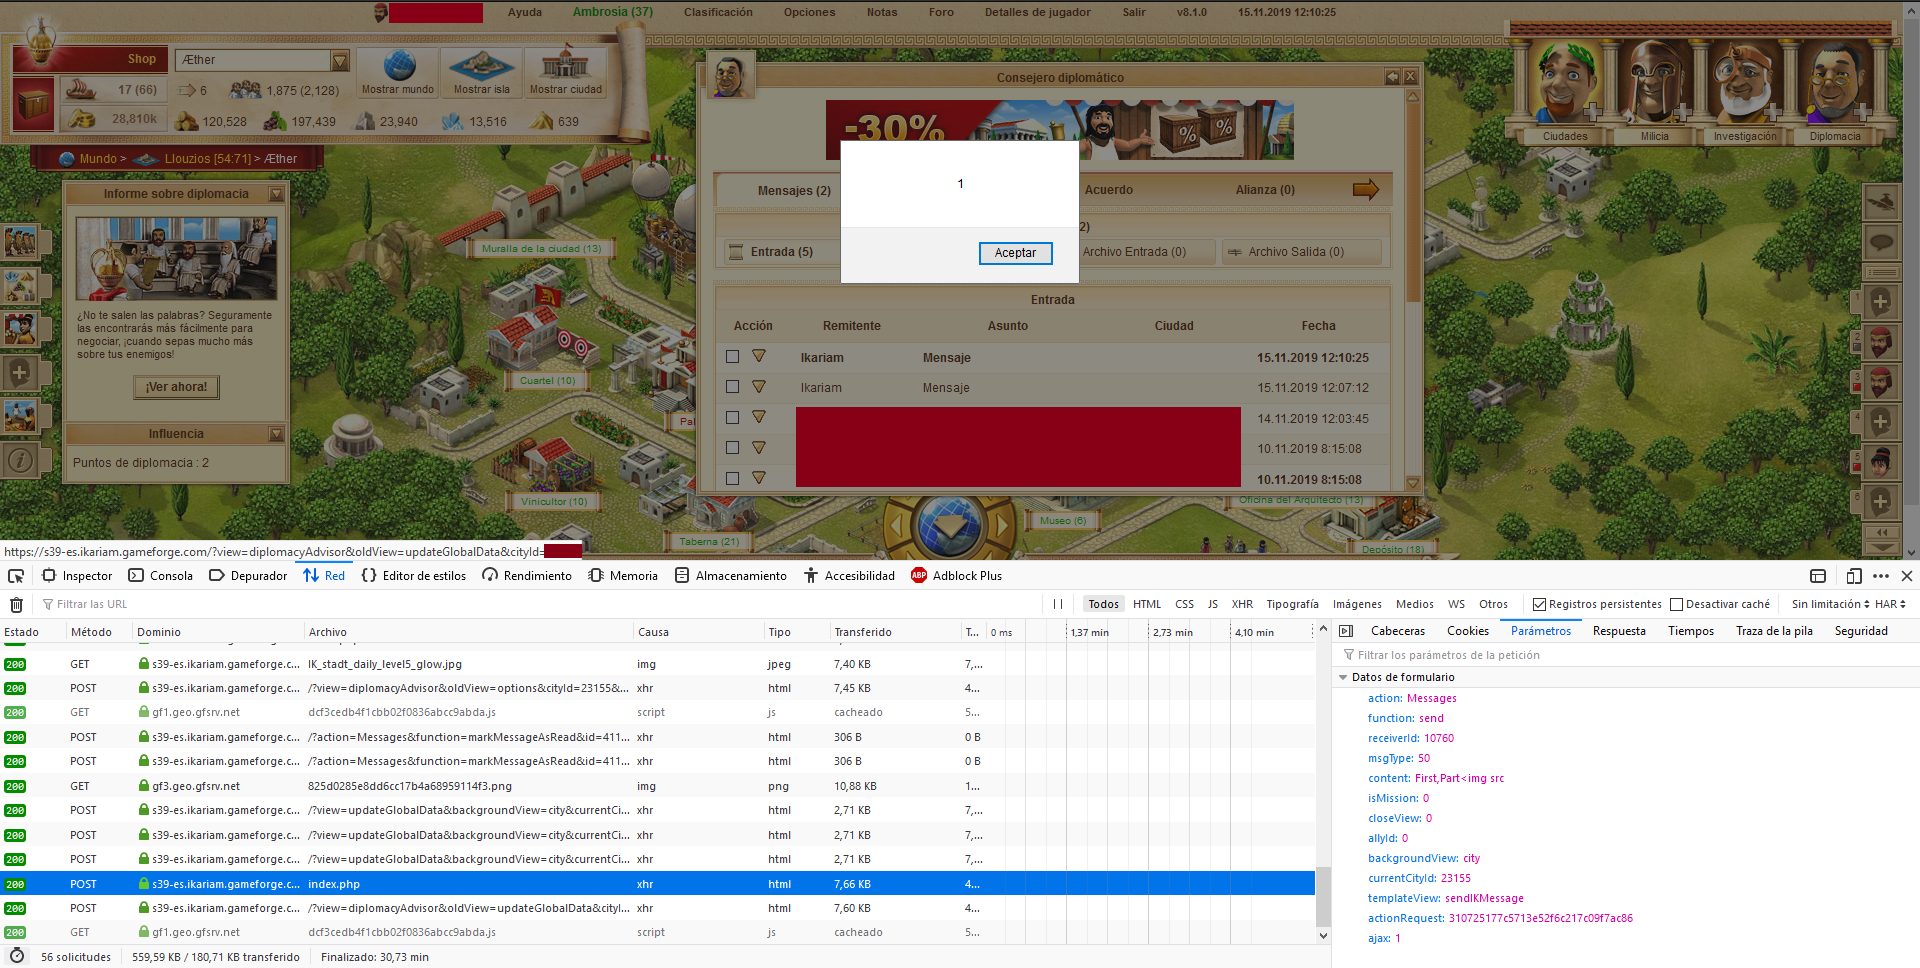 Ayuda Ambrosia (37) Clasificación Opciones Notas Foro Detalles de jugador Salir v8.1.0 15.11.2019 12:10:25
Shop
Æther
17 (66)
6
1,875 (2,128)
28,810k
120,528 197,439 23,940 13,516 639
Mostrar mundo Mostrar isla Mostrar ciudad
Ciudades Milicia Investigación Diplomacia
Mundo > Llouzios [54:71] > Æther
Informe sobre diplomacia
¿No te salen las palabras? Seguramente
las encontrarás más fácilmente para
negociar, ¡cuando sepas mucho más
sobre tus enemigos!
¡Ver ahora!
Influencia
Puntos de diplomacia : 2
Muralla de la ciudad (13)
Cuartel (10)
Vinicultor (10)
Pal
Taberna (21)
Museo (6)
Oficina del Arquitecto (13)
Depósito (18)
Consejero diplomático
-30%
% %
Mensajes (2) Acuerdo Alianza (0)
2)
Entrada (5) Archivo Entrada (0) Archivo Salida (0)
Entrada
Acción Remitente Asunto Ciudad Fecha
Ikariam Mensaje 15.11.2019 12:10:25
Ikariam Mensaje 15.11.2019 12:07:12
14.11.2019 12:03:45
10.11.2019 8:15:08
10.11.2019 8:15:08
1
Aceptar
1
2
3
4
5
6
https://s39-es.ikariam.gameforge.com/?view=diplomacyAdvisor&oldView=updateGlobalData&cityId=
Inspector Consola Depurador Red Editor de estilos Rendimiento Memoria Almacenamiento Accesibilidad ABP Adblock Plus
Filtrar las URL
Todos HTML CSS JS XHR Tipografía Imágenes Medios WS Otros Registros persistentes Desactivar caché Sin limitación HAR
Estado Método Dominio Archivo Causa Tipo Transferido T... 0 ms 1,37 min 2,73 min 4,10 min
200 GET s39-es.ikariam.gameforge.c... IK_stadt_daily_level5_glow.jpg img jpeg 7,40 KB 7,...
200 POST s39-es.ikariam.gameforge.c... /?view=diplomacyAdvisor&oldView=options&cityId=23155&... xhr html 7,45 KB 4...
200 GET gf1.geo.gfsrv.net dcf3cedb4f1cbb02f0836abcc9abda.js script js cacheado 5...
200 POST s39-es.ikariam.gameforge.c... /?action=Messages&function=markMessageAsRead&id=411... xhr html 306 B 0 B
200 POST s39-es.ikariam.gameforge.c... /?action=Messages&function=markMessageAsRead&id=411... xhr html 306 B 0 B
200 GET gf3.geo.gfsrv.net 825d0285e8dd6cc17b4a68959114f3.png img png 10,88 KB 1...
200 POST s39-es.ikariam.gameforge.c... /?view=updateGlobalData&backgroundView=city&currentCi... xhr html 2,71 KB 7,...
200 POST s39-es.ikariam.gameforge.c... /?view=updateGlobalData&backgroundView=city&currentCi... xhr html 2,71 KB 7,...
200 POST s39-es.ikariam.gameforge.c... /?view=updateGlobalData&backgroundView=city&currentCi... xhr html 2,71 KB 7,...
200 POST s39-es.ikariam.gameforge.c... index.php xhr html 7,66 KB 4...
200 POST s39-es.ikariam.gameforge.c... /?view=diplomacyAdvisor&oldView=updateGlobalData&cityI... xhr html 7,60 KB 4...
200 GET gf1.geo.gfsrv.net dcf3cedb4f1cbb02f0836abcc9abda.js script js cacheado 5...
56 solicitudes 559,59 KB / 180,71 KB transferido Finalizado: 30,73 min
Cabeceras Cookies Parámetros Respuesta Tiempos Traza de la pila Seguridad
Filtrar los parámetros de la petición
Datos de formulario
action: Messages
function: send
receiverId: 10760
msgType: 50
content: First,Part<img src
isMission: 0
closeView: 0
allyId: 0
backgroundView: city
currentCityId: 23155
templateView: sendIKMessage
actionRequest: 310725177c5713e52f6c217c09f7ac86
ajax: 1